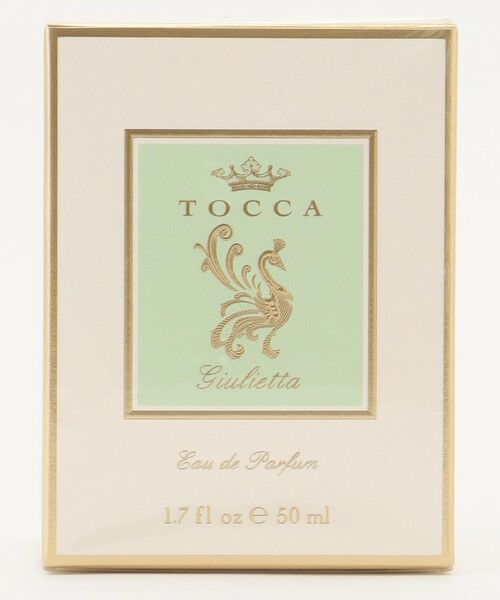 TOCCA
Giulietta
Eau de Parfum
1.7 fl oz ℮ 50 ml